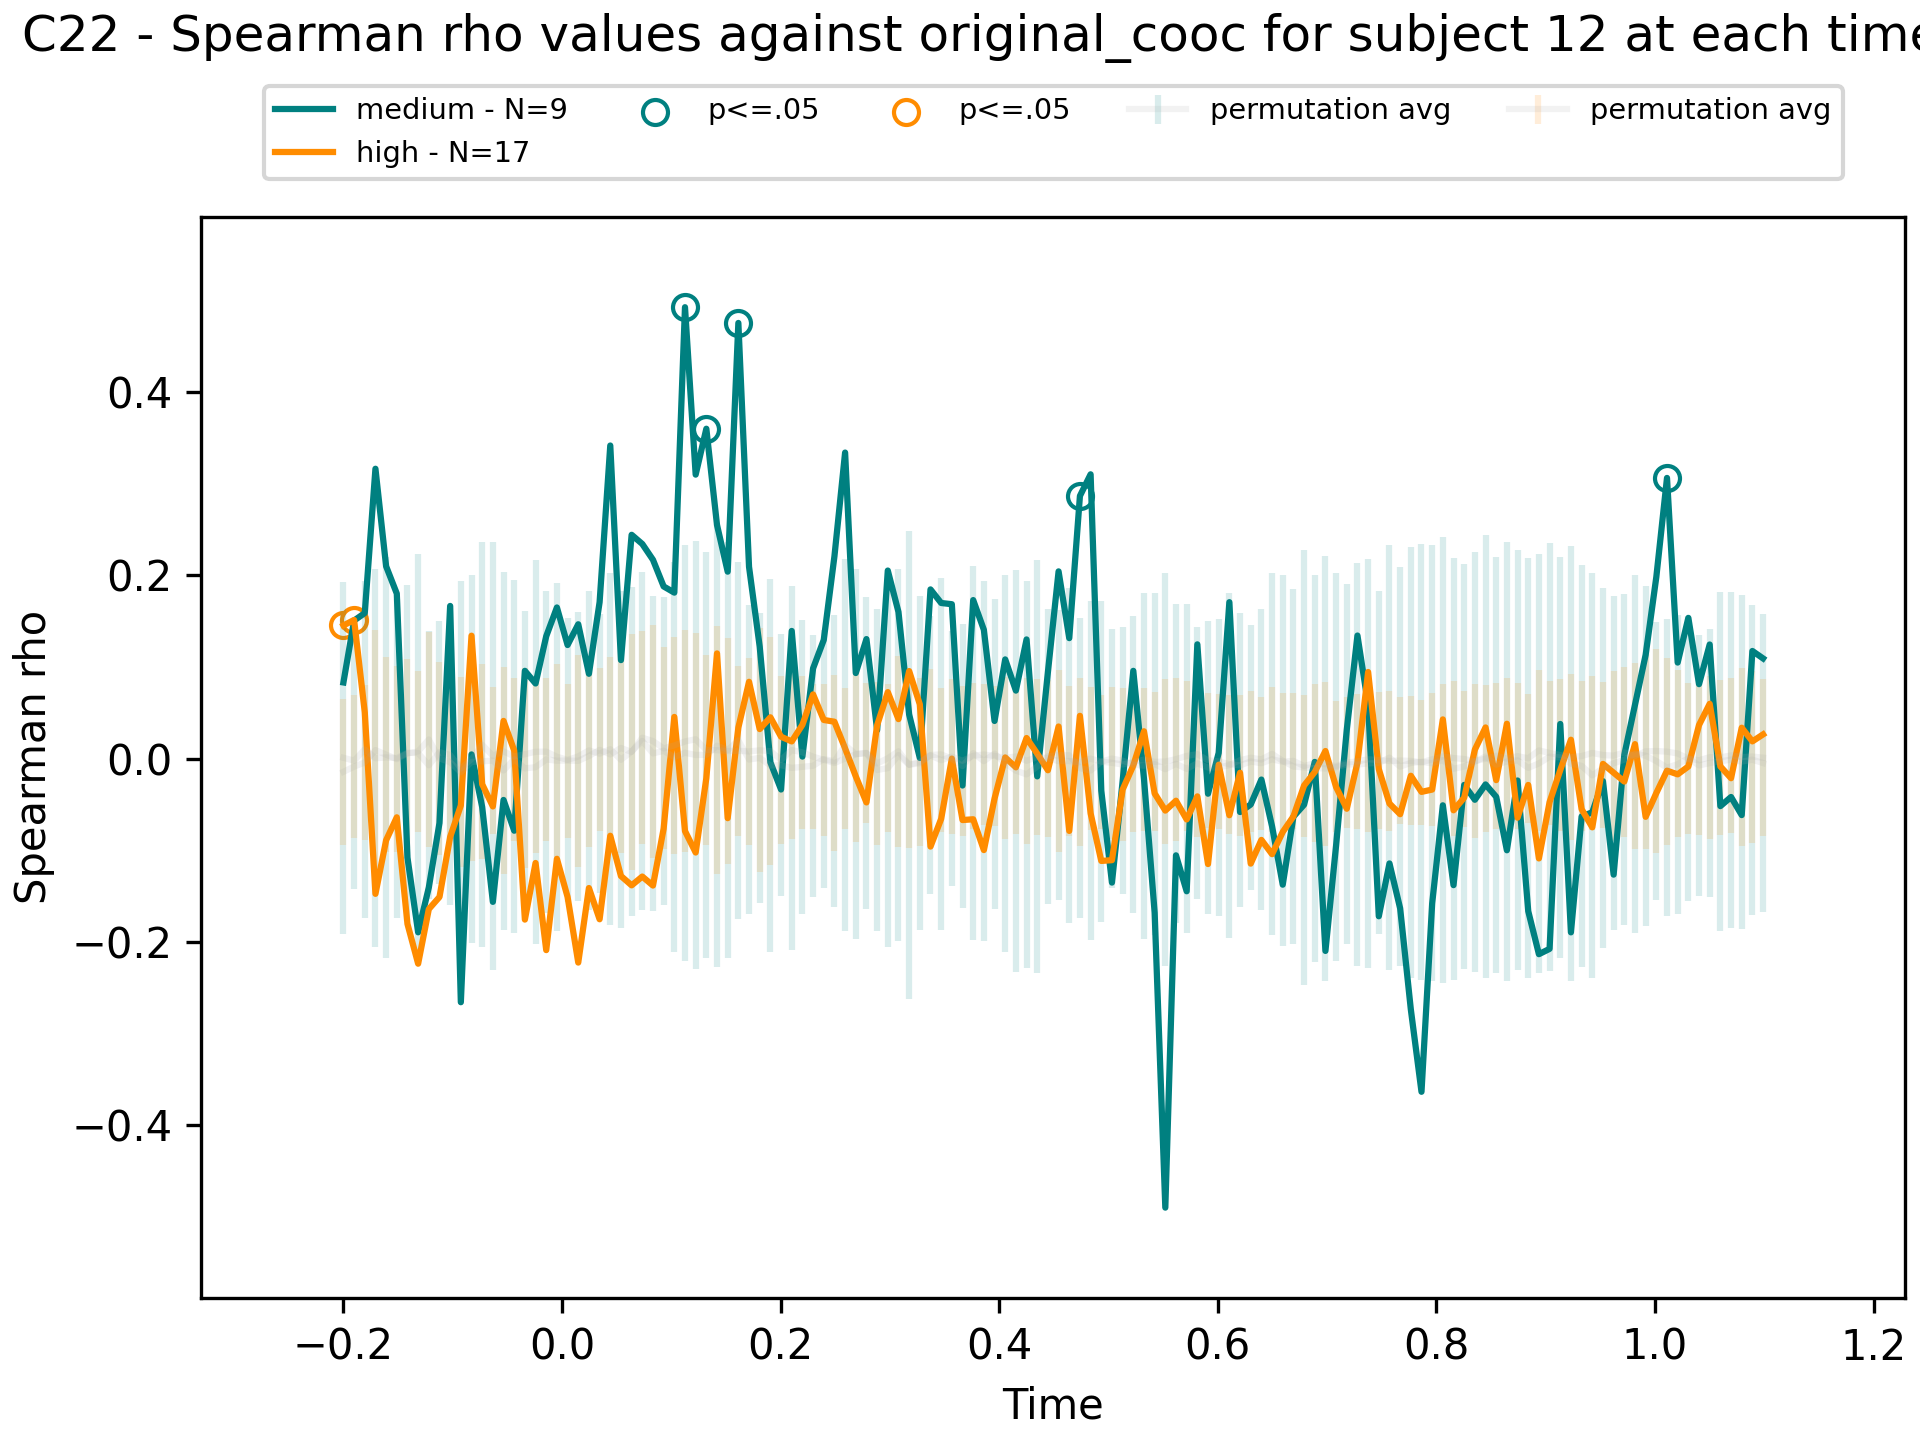 C22 - Spearman rho values against original_cooc for subject 12 at each time
medium - N=9
high - N=17
p<=.05
p<=.05
permutation avg
permutation avg
Spearman rho
0.4
0.2
0.0
−0.2
−0.4
−0.2
0.0
0.2
0.4
0.6
0.8
1.0
1.2
Time